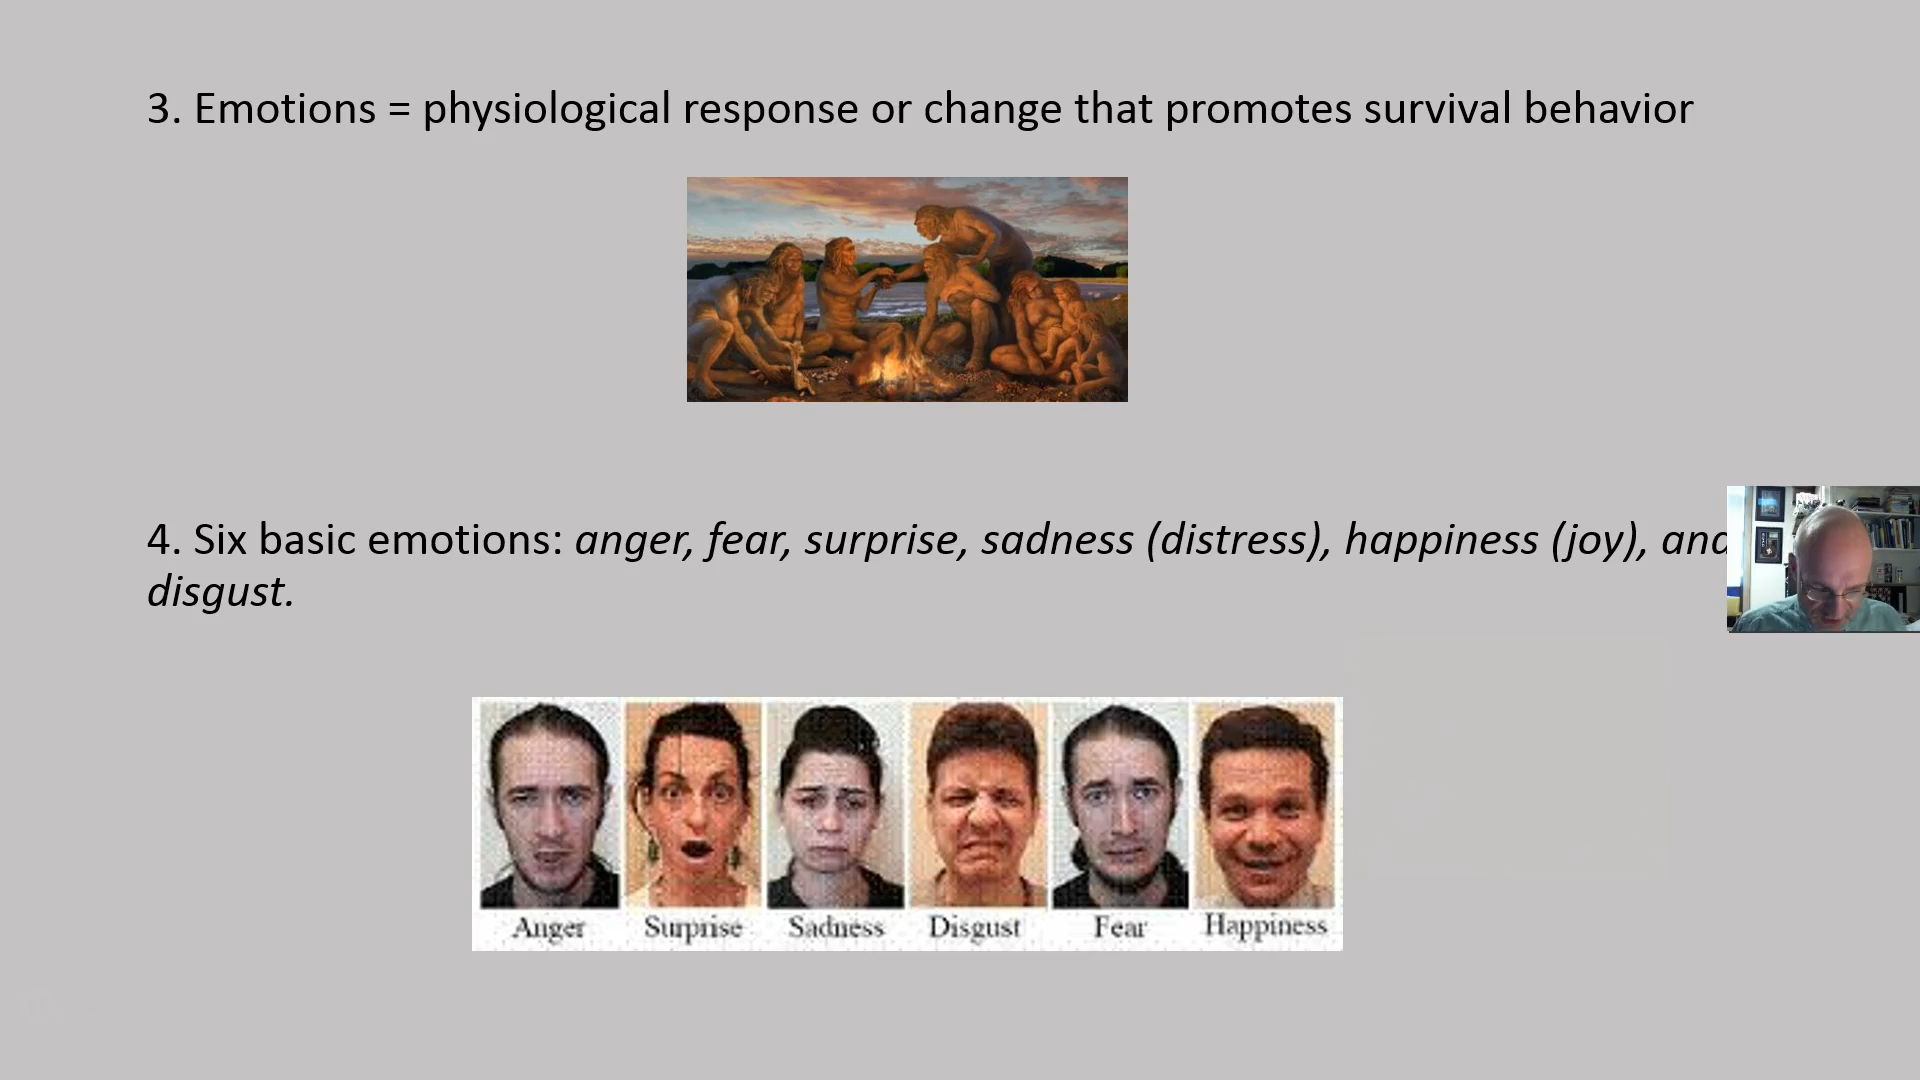 3. Emotions = physiological response or change that promotes survival behavior
4. Six basic emotions: anger, fear, surprise, sadness (distress), happiness (joy), and
disgust.
Anger Surprise Sadness Disgust Fear Happiness